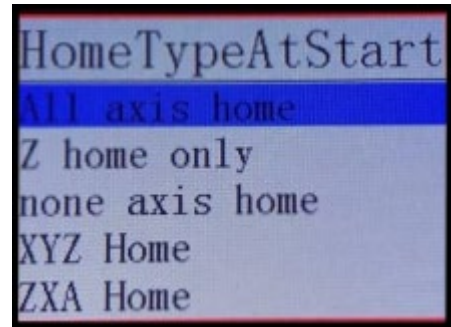 HomeTypeAtStart
All axis home
Z home only
none axis home
XYZ Home
ZXA Home